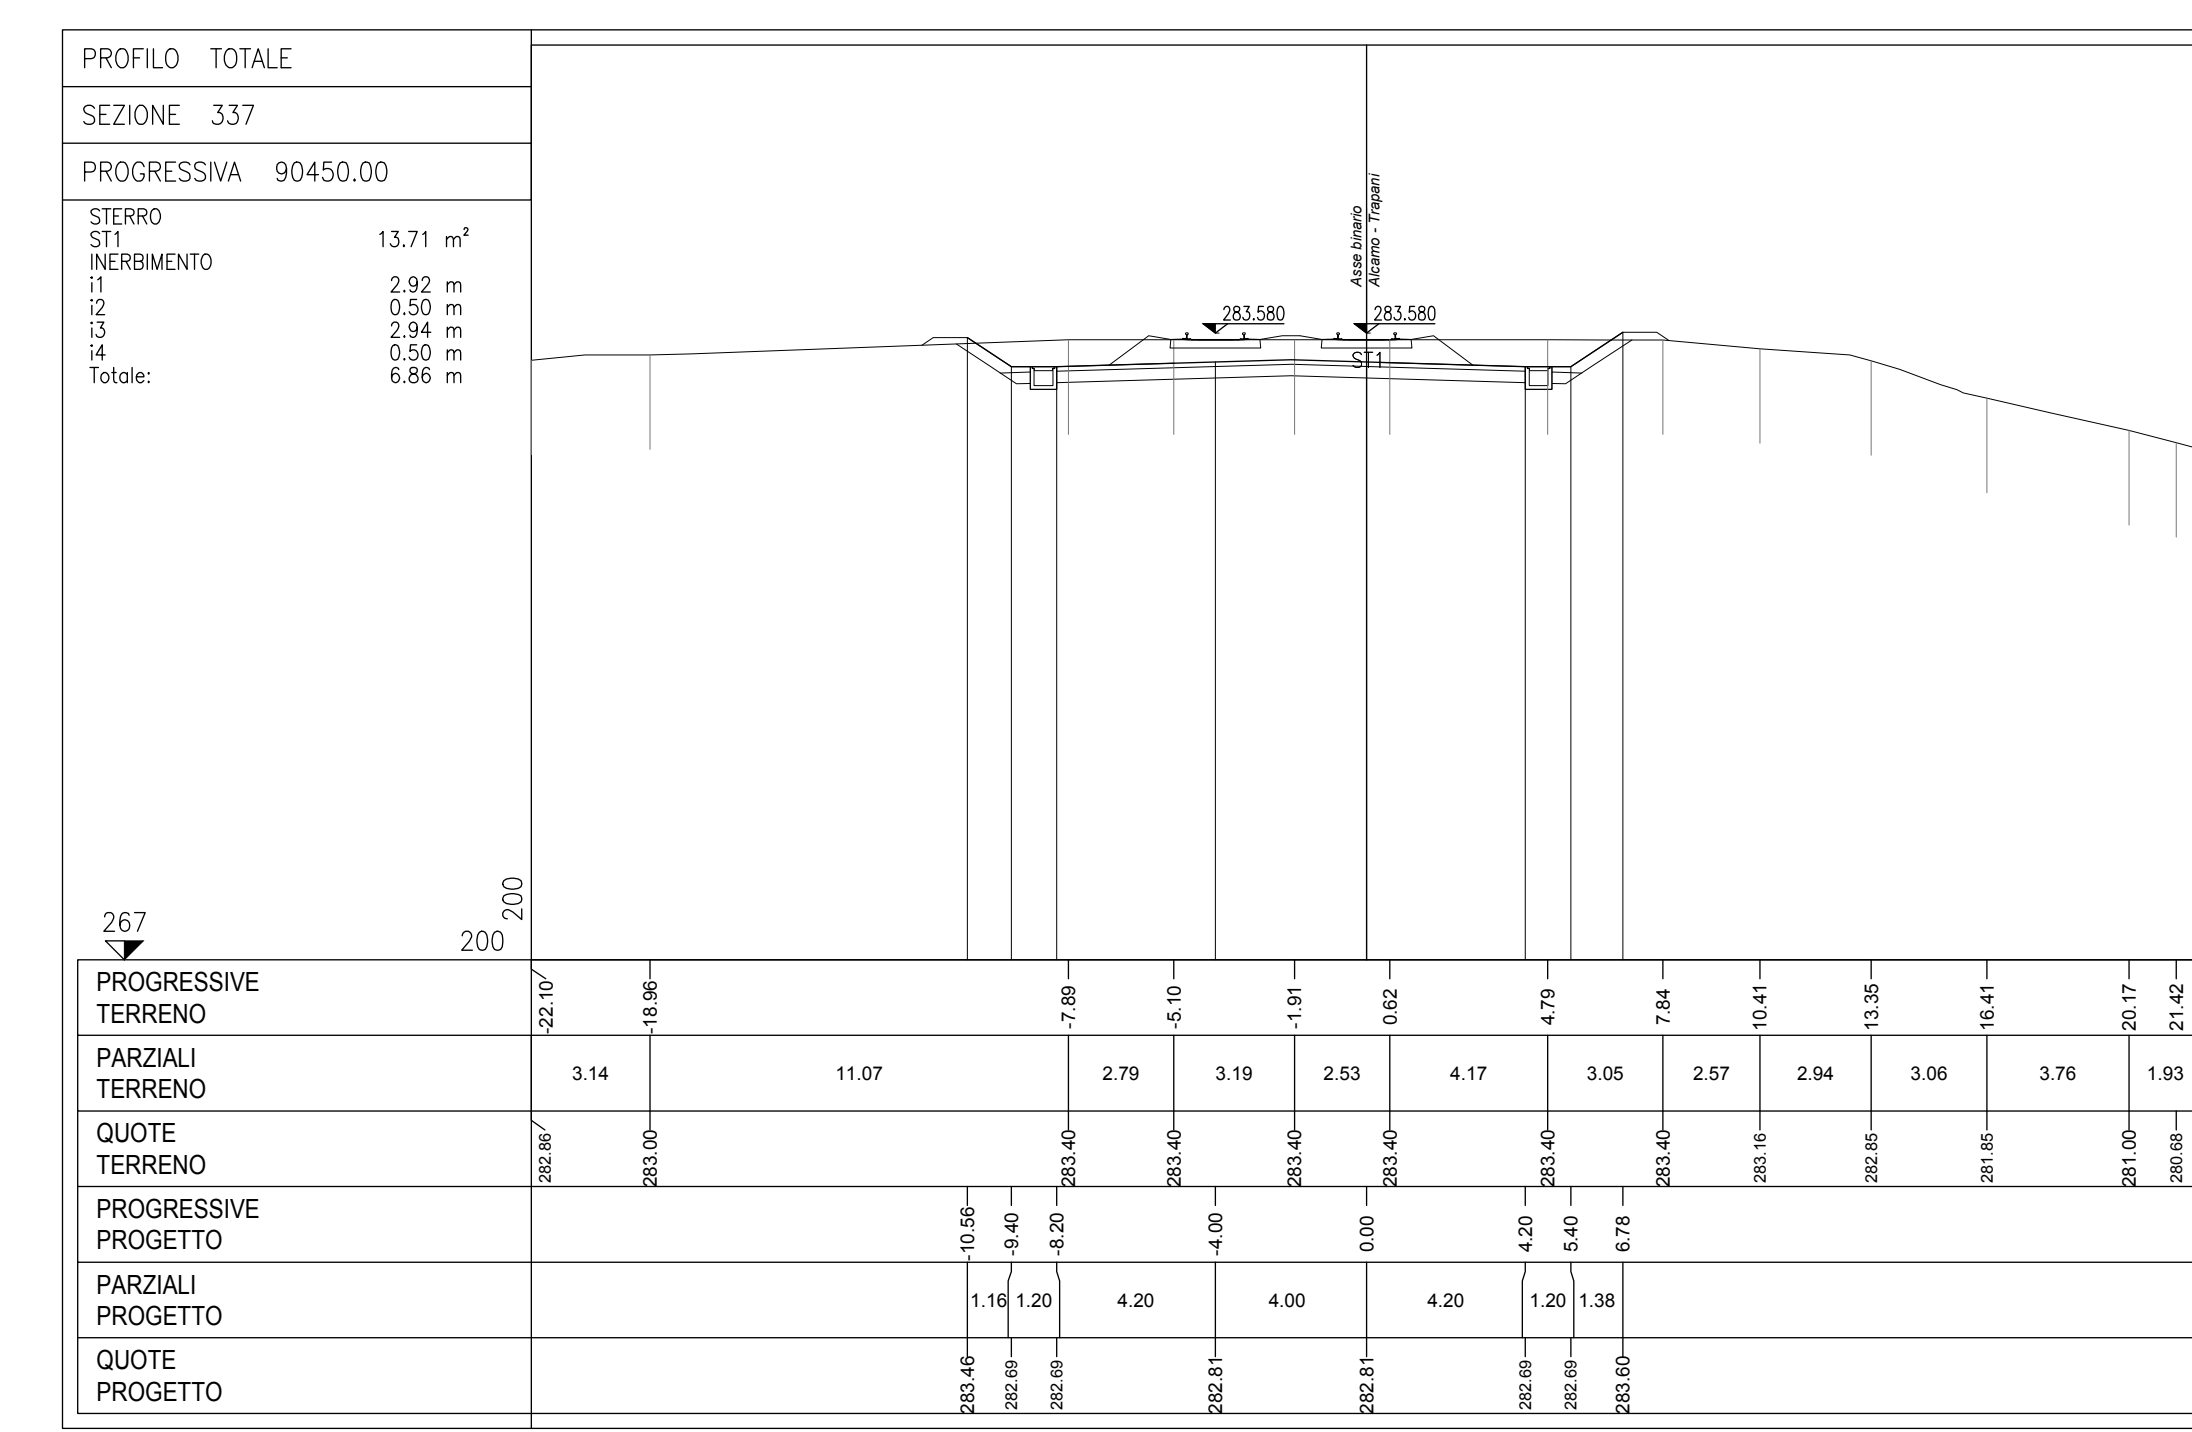 PROFILO TOTALE
SEZIONE 337
PROGRESSIVA 90450.00
STERRO
ST1 13.71 m²
INERBIMENTO
i1 2.92 m
i2 0.50 m
i3 2.94 m
i4 0.50 m
Totale: 6.86 m
Asse binario
Alcamo - Trapani
283.580 283.580
ST1
267
200
200
PROGRESSIVE
TERRENO
-22.10 -18.96 -7.89 -5.10 -1.91 0.62 4.79 7.84 10.41 13.35 16.41 20.17 21.42
PARZIALI
TERRENO
3.14 11.07 2.79 3.19 2.53 4.17 3.05 2.57 2.94 3.06 3.76 1.93
QUOTE
TERRENO
282.86 283.00 283.40 283.40 283.40 283.40 283.40 283.40 283.16 282.85 281.85 281.00 280.68
PROGRESSIVE
PROGETTO
-10.56 -9.40 -8.20 -4.00 0.00 4.20 5.40 6.78
PARZIALI
PROGETTO
1.16 1.20 4.20 4.00 4.20 1.20 1.38
QUOTE
PROGETTO
283.46 282.69 282.69 282.81 282.81 282.69 282.69 283.60